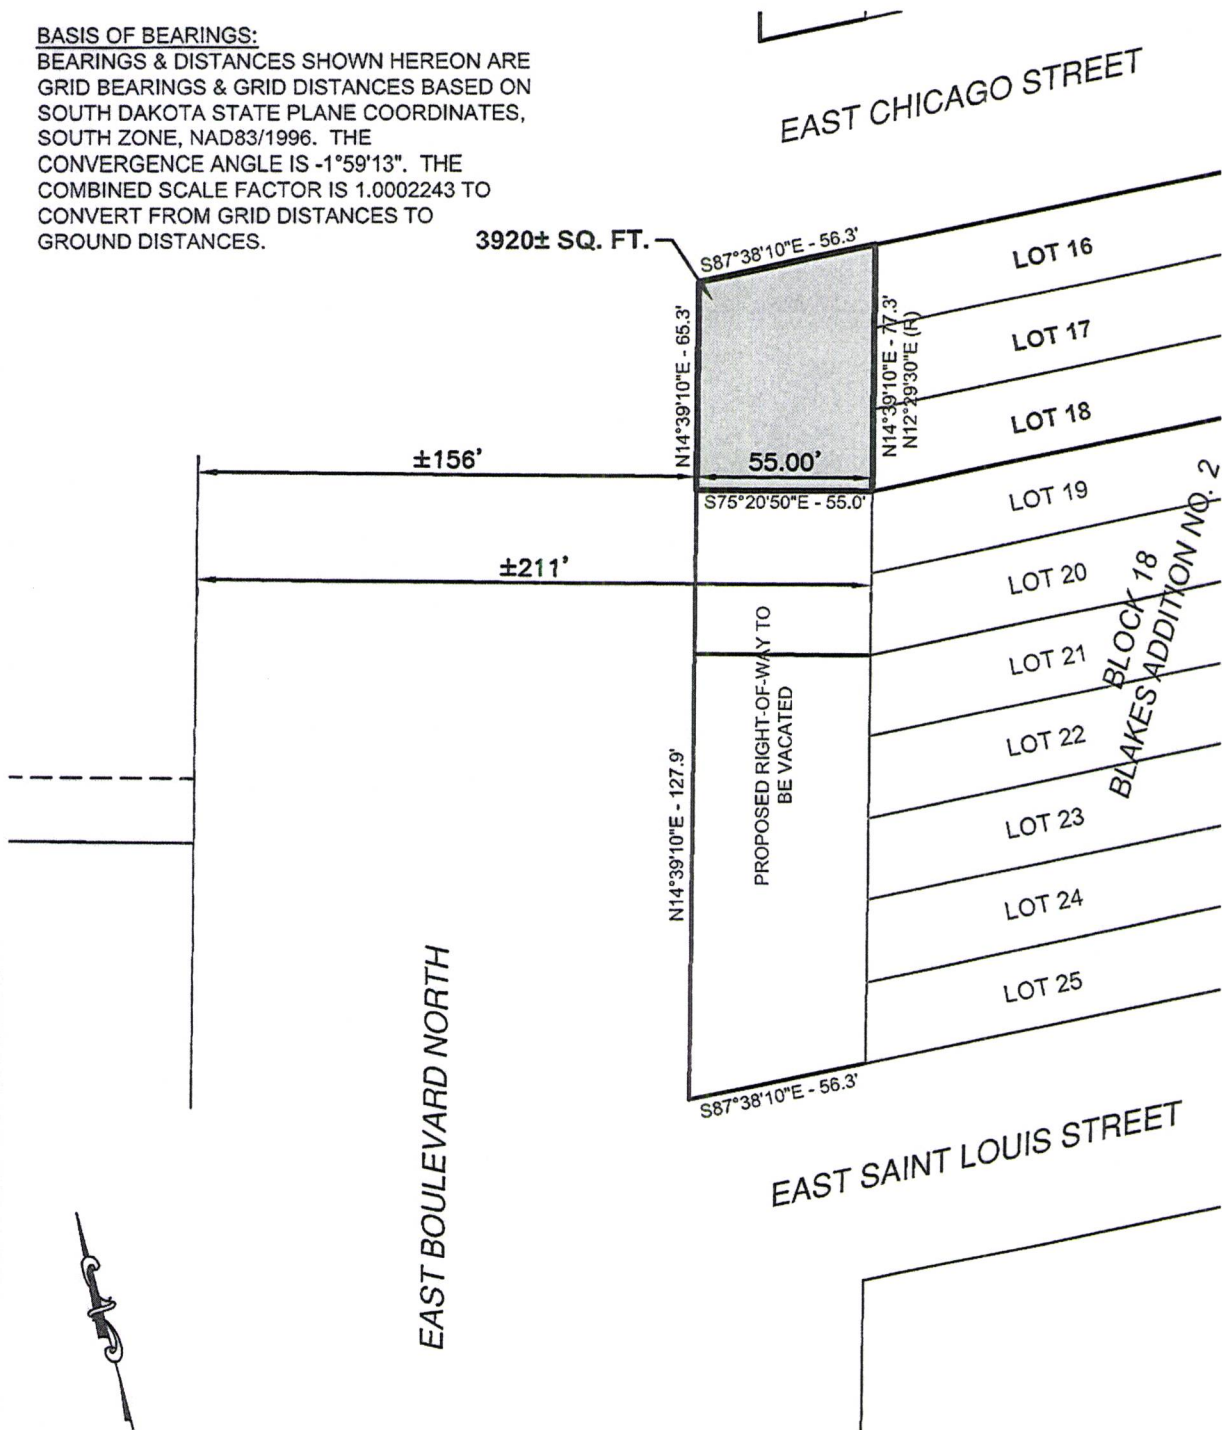 BASIS OF BEARINGS:
BEARINGS & DISTANCES SHOWN HEREON ARE
GRID BEARINGS & GRID DISTANCES BASED ON
SOUTH DAKOTA STATE PLANE COORDINATES,
SOUTH ZONE, NAD83/1996. THE
CONVERGENCE ANGLE IS -1°59'13". THE
COMBINED SCALE FACTOR IS 1.0002243 TO
CONVERT FROM GRID DISTANCES TO
GROUND DISTANCES.
EAST CHICAGO STREET
3920± SQ. FT.
S87°38'10"E - 56.3'
N14°39'10"E - 65.3'
N14°39'10"E - 77.3'
N12°29'30"E (R)
LOT 16
LOT 17
LOT 18
±156'
55.00'
S75°20'50"E - 55.0'
LOT 19
±211'
LOT 20
LOT 21
LOT 22
LOT 23
LOT 24
LOT 25
BLOCK 18
BLAKES ADDITION NO. 2
PROPOSED RIGHT-OF-WAY TO
BE VACATED
N14°39'10"E - 127.9'
S87°38'10"E - 56.3'
EAST BOULEVARD NORTH
EAST SAINT LOUIS STREET